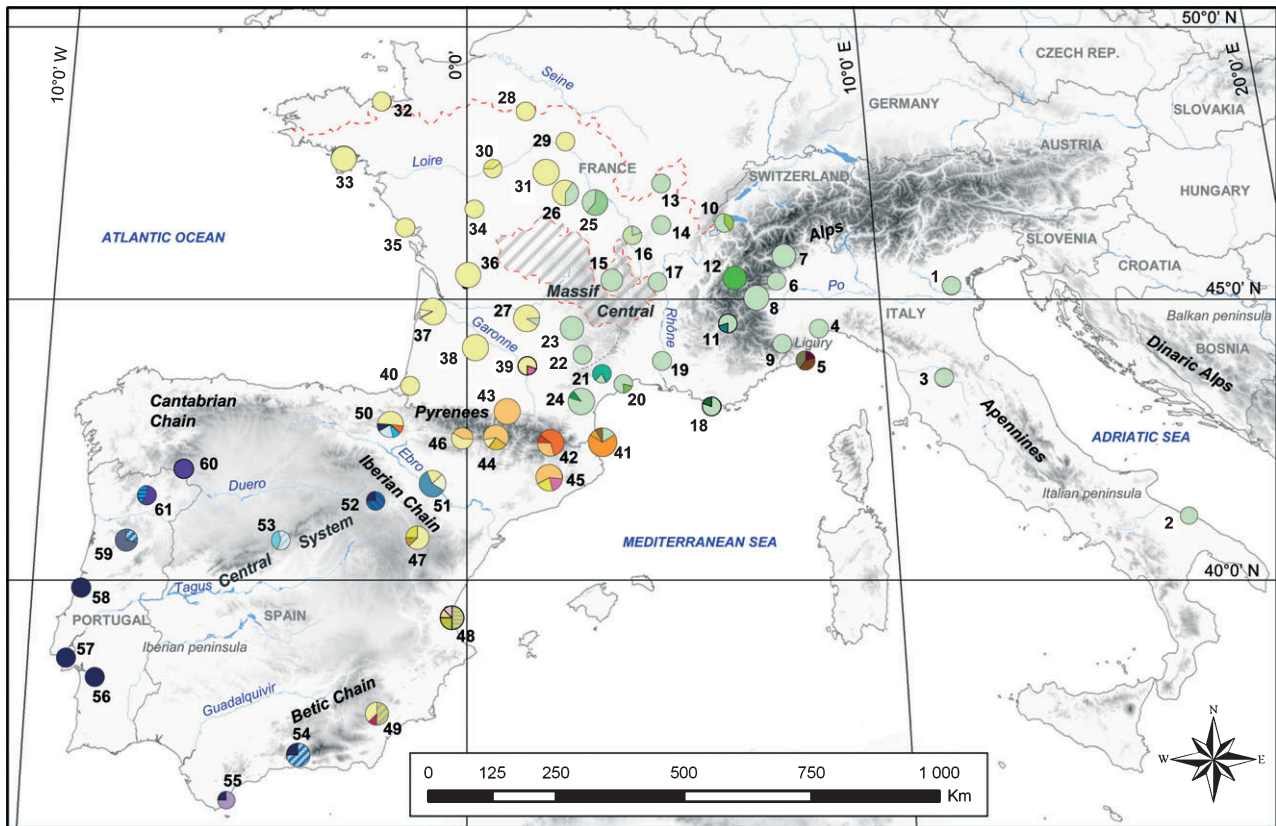 50°0' N
10°0' W
0°0'
10°0' E
20°0' E
CZECH REP.
Seine
GERMANY
SLOVAKIA
32
28
AUSTRIA
29
Loire
30
FRANCE
SWITZERLAND
33
31
13
HUNGARY
26
25
10
34
14
SLOVENIA
ATLANTIC OCEAN
35
16
Alps
7
CROATIA
36
15
17
12
6
1
Massif
Po
45°0' N
8
Central
ITALY
Balkan peninsula
37
27
Rhône
11
4
BOSNIA
Garonne
23
Ligury
Dinaric Alps
38
39
22
19
9
5
3
40
21
20
Cantabrian
Chain
50
Pyrenees
43
24
18
Apennines
ADRIATIC SEA
46
44
42
41
60
Ebro
Iberian Chain
45
Italian peninsula
Duero
52
51
2
61
53
System
47
MEDITERRANEAN SEA
59
Central
40°0' N
58
Tagus
PORTUGAL
SPAIN
48
57
Iberian peninsula
56
Guadalquivir
Betic Chain
49
54
N
W
E
S
55
0 125 250 500 750 1 000
Km